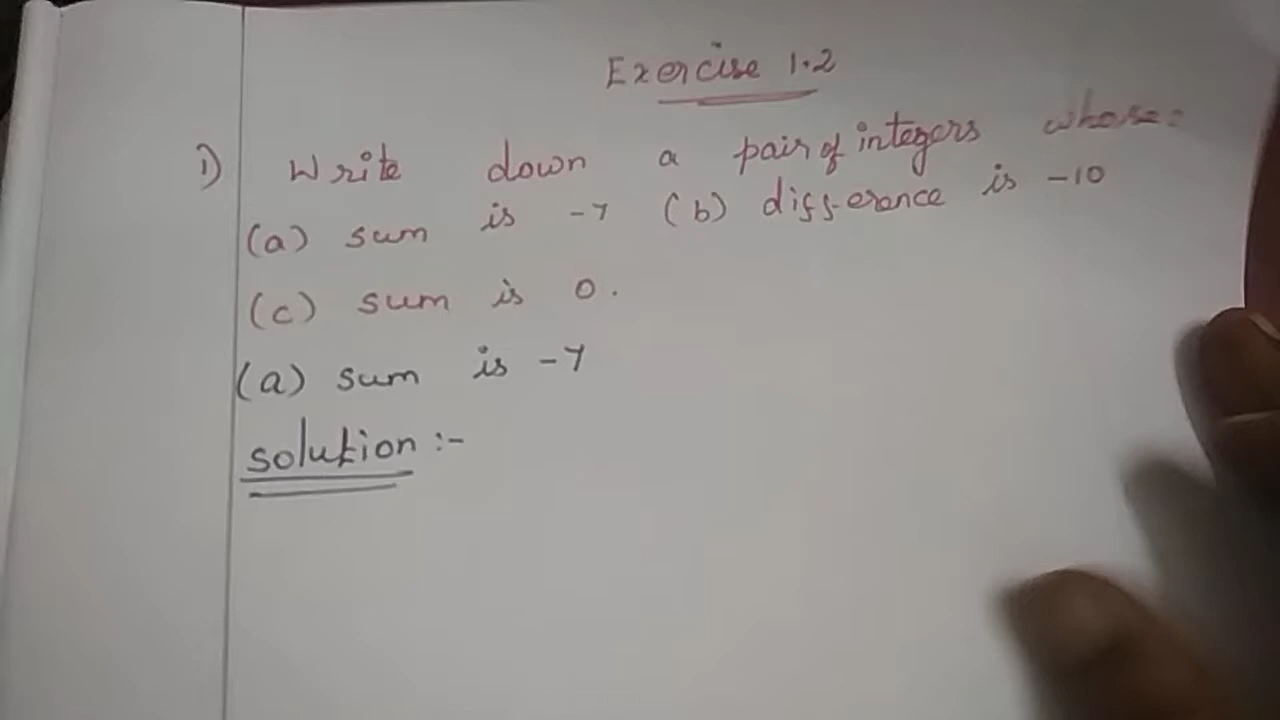 Exercise 1.2
1) Write down a pair of integers whose:
(a) sum is -7 (b) difference is -10
(c) sum is 0.
(a) sum is -7
solution :-